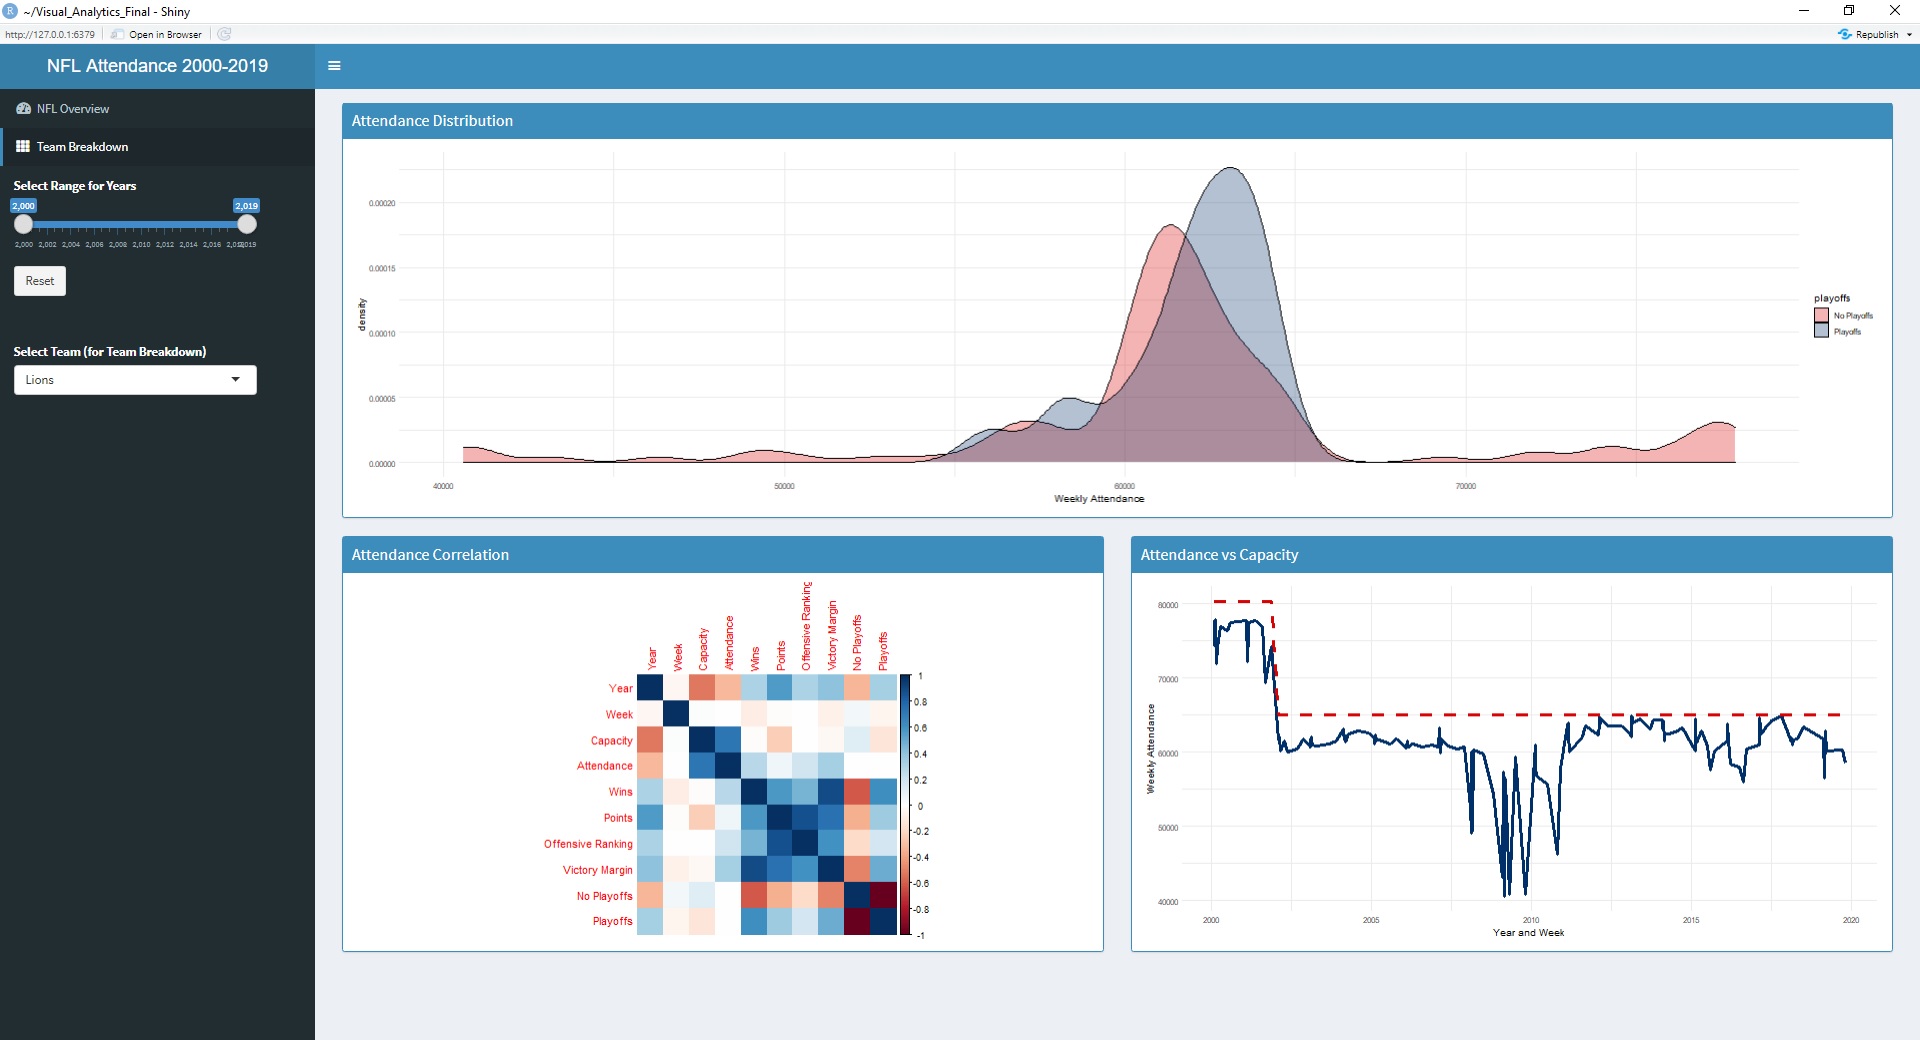 ~/Visual_Analytics_Final - Shiny
http://127.0.0.1:6379 Open in Browser Republish
NFL Attendance 2000-2019
NFL Overview
Team Breakdown
Select Range for Years
2,000 2,019
2,000 2,002 2,004 2,006 2,008 2,010 2,012 2,014 2,016 2,019
Reset
Select Team (for Team Breakdown)
Lions
Attendance Distribution
density
0.00020
0.00015
0.00010
0.00005
0.00000
40000 50000 60000 70000
Weekly Attendance
playoffs
No Playoffs
Playoffs
Attendance Correlation
Year Week Capacity Attendance Wins Points Offensive Ranking Victory Margin No Playoffs Playoffs
Year
Week
Capacity
Attendance
Wins
Points
Offensive Ranking
Victory Margin
No Playoffs
Playoffs
1
0.8
0.6
0.4
0.2
0
-0.2
-0.4
-0.6
-0.8
-1
Attendance vs Capacity
Weekly Attendance
80000
70000
60000
50000
40000
2000 2005 2010 2015 2020
Year and Week